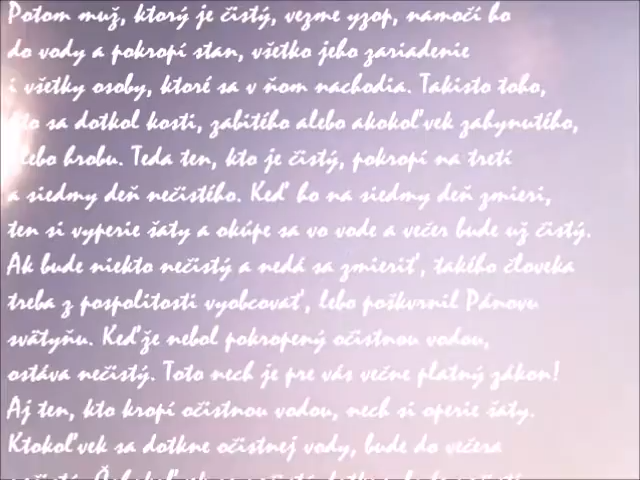 Potom muž, ktorý je čistý, vezme yzop, namočí ho
do vody a pokropí stan, všetko jeho zariadenie
i všetky osoby, ktoré sa v ňom nachodia. Takisto toho,
kto sa dotkol kosti, zabitého alebo akokoľvek zahynutého,
alebo hrobu. Teda ten, kto je čistý, pokropí na tretí
a siedmy deň nečistého. Keď ho na siedmy deň zmieri,
ten si vyperie šaty a okúpe sa vo vode a večer bude už čistý.
Ak bude niekto nečistý a nedá sa zmieriť, takého človeka
treba z pospolitosti vyobcovať, lebo poškvrnil Pánovu
svätyňu. Keďže nebol pokropený očistnou vodou,
ostáva nečistý. Toto nech je pre vás večne platný zákon!
Aj ten, kto kropí očistnou vodou, nech si operie šaty.
Ktokoľvek sa dotkne očistnej vody, bude do večera